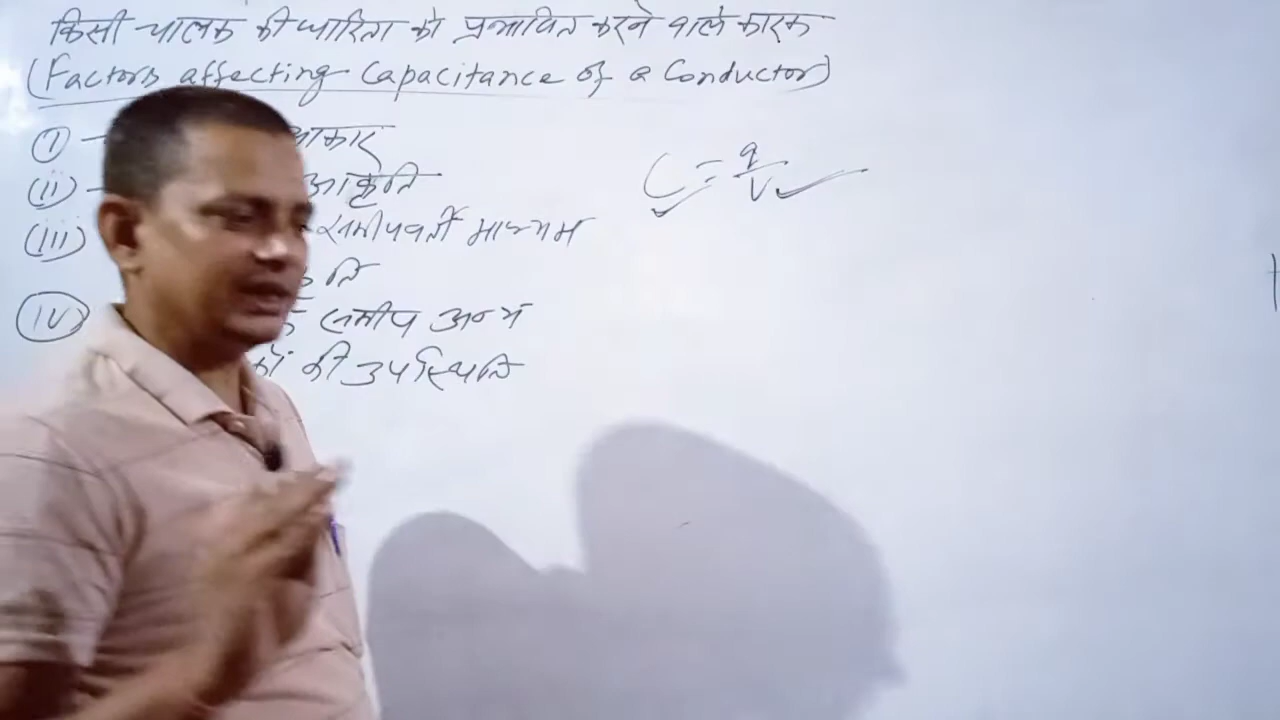 किसी चालक की धारिता को प्रभावित करने वाले कारक
(Factors affecting Capacitance of a Conductor)
(i) आकार
(ii) आकृति
(iii) समीपवर्ती माध्यम
(iv) समीप अन्य
की उपस्थिति
C = q/V